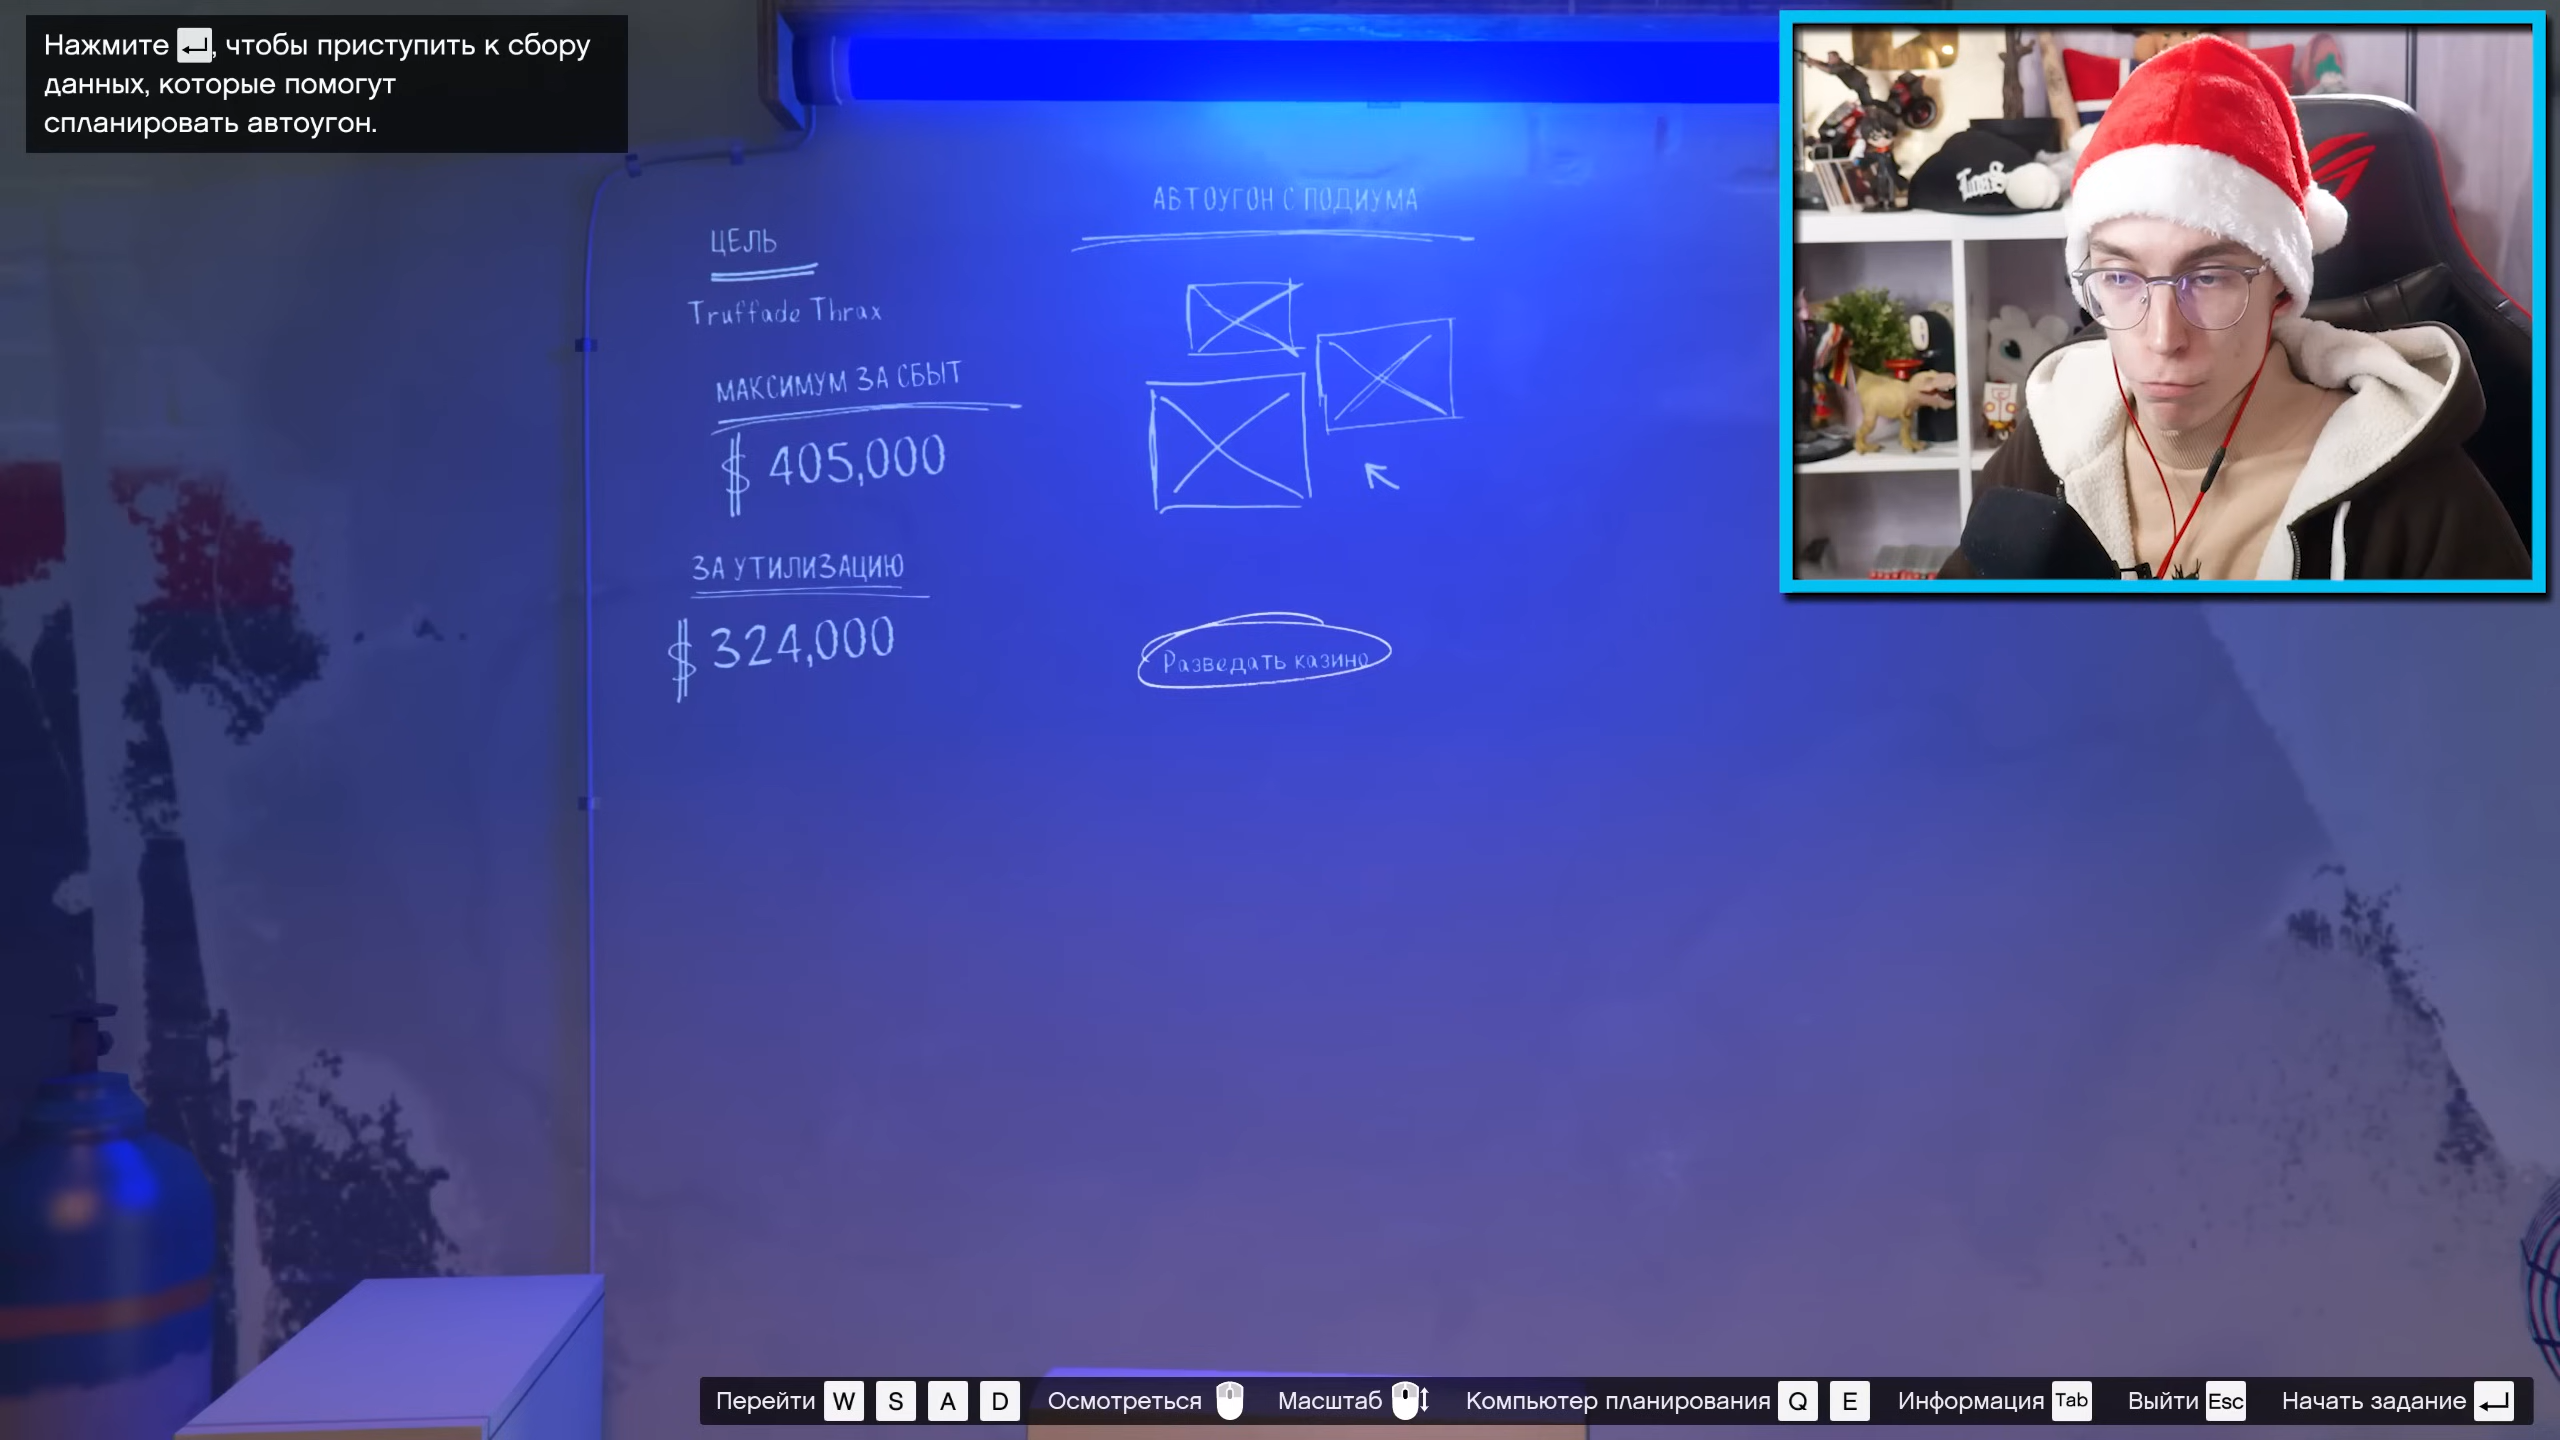 Нажмите ↵, чтобы приступить к сбору
данных, которые помогут
спланировать автоугон.
АВТОУГОН С ПОДИУМА
ЦЕЛЬ
Truffade Thrax
МАКСИМУМ ЗА СБЫТ
$ 405,000
ЗА УТИЛИЗАЦИЮ
$ 324,000
Разведать казино
Перейти W S A D Осмотреться Масштаб Компьютер планирования Q E Информация Tab Выйти Esc Начать задание ↵